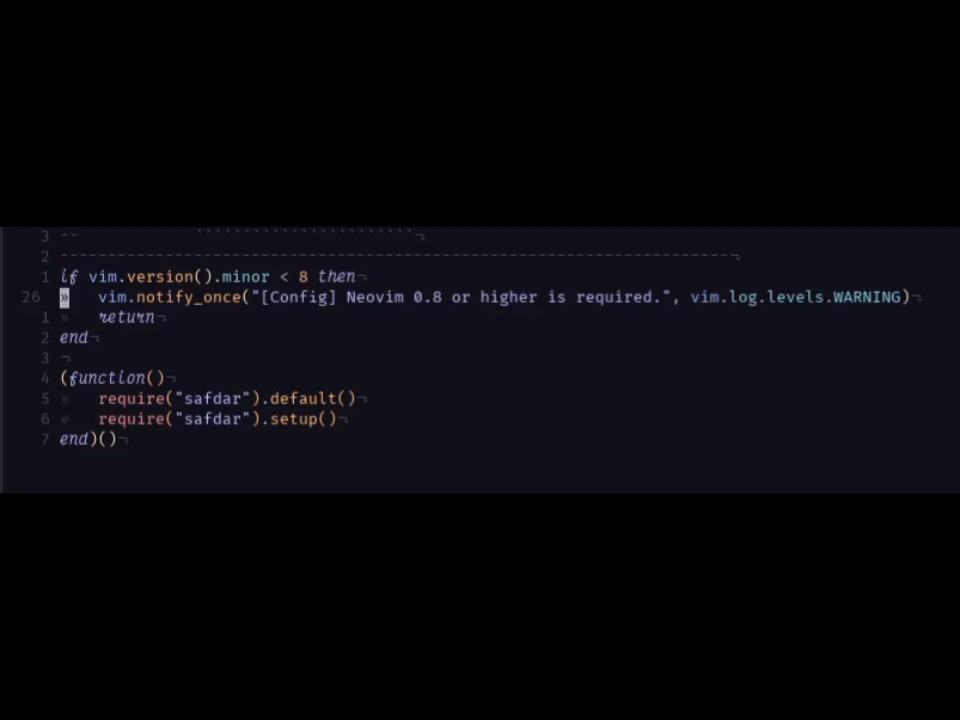 3 --          ```````````````````````¬
2 -----------------------------------------------------------------------¬
1 if vim.version().minor < 8 then¬
26 »   vim.notify_once("[Config] Neovim 0.8 or higher is required.", vim.log.levels.WARNING)¬
1 »   return¬
2 end¬
3 ¬
4 (function()¬
5 »   require("safdar").default()¬
6 »   require("safdar").setup()¬
7 end)()¬